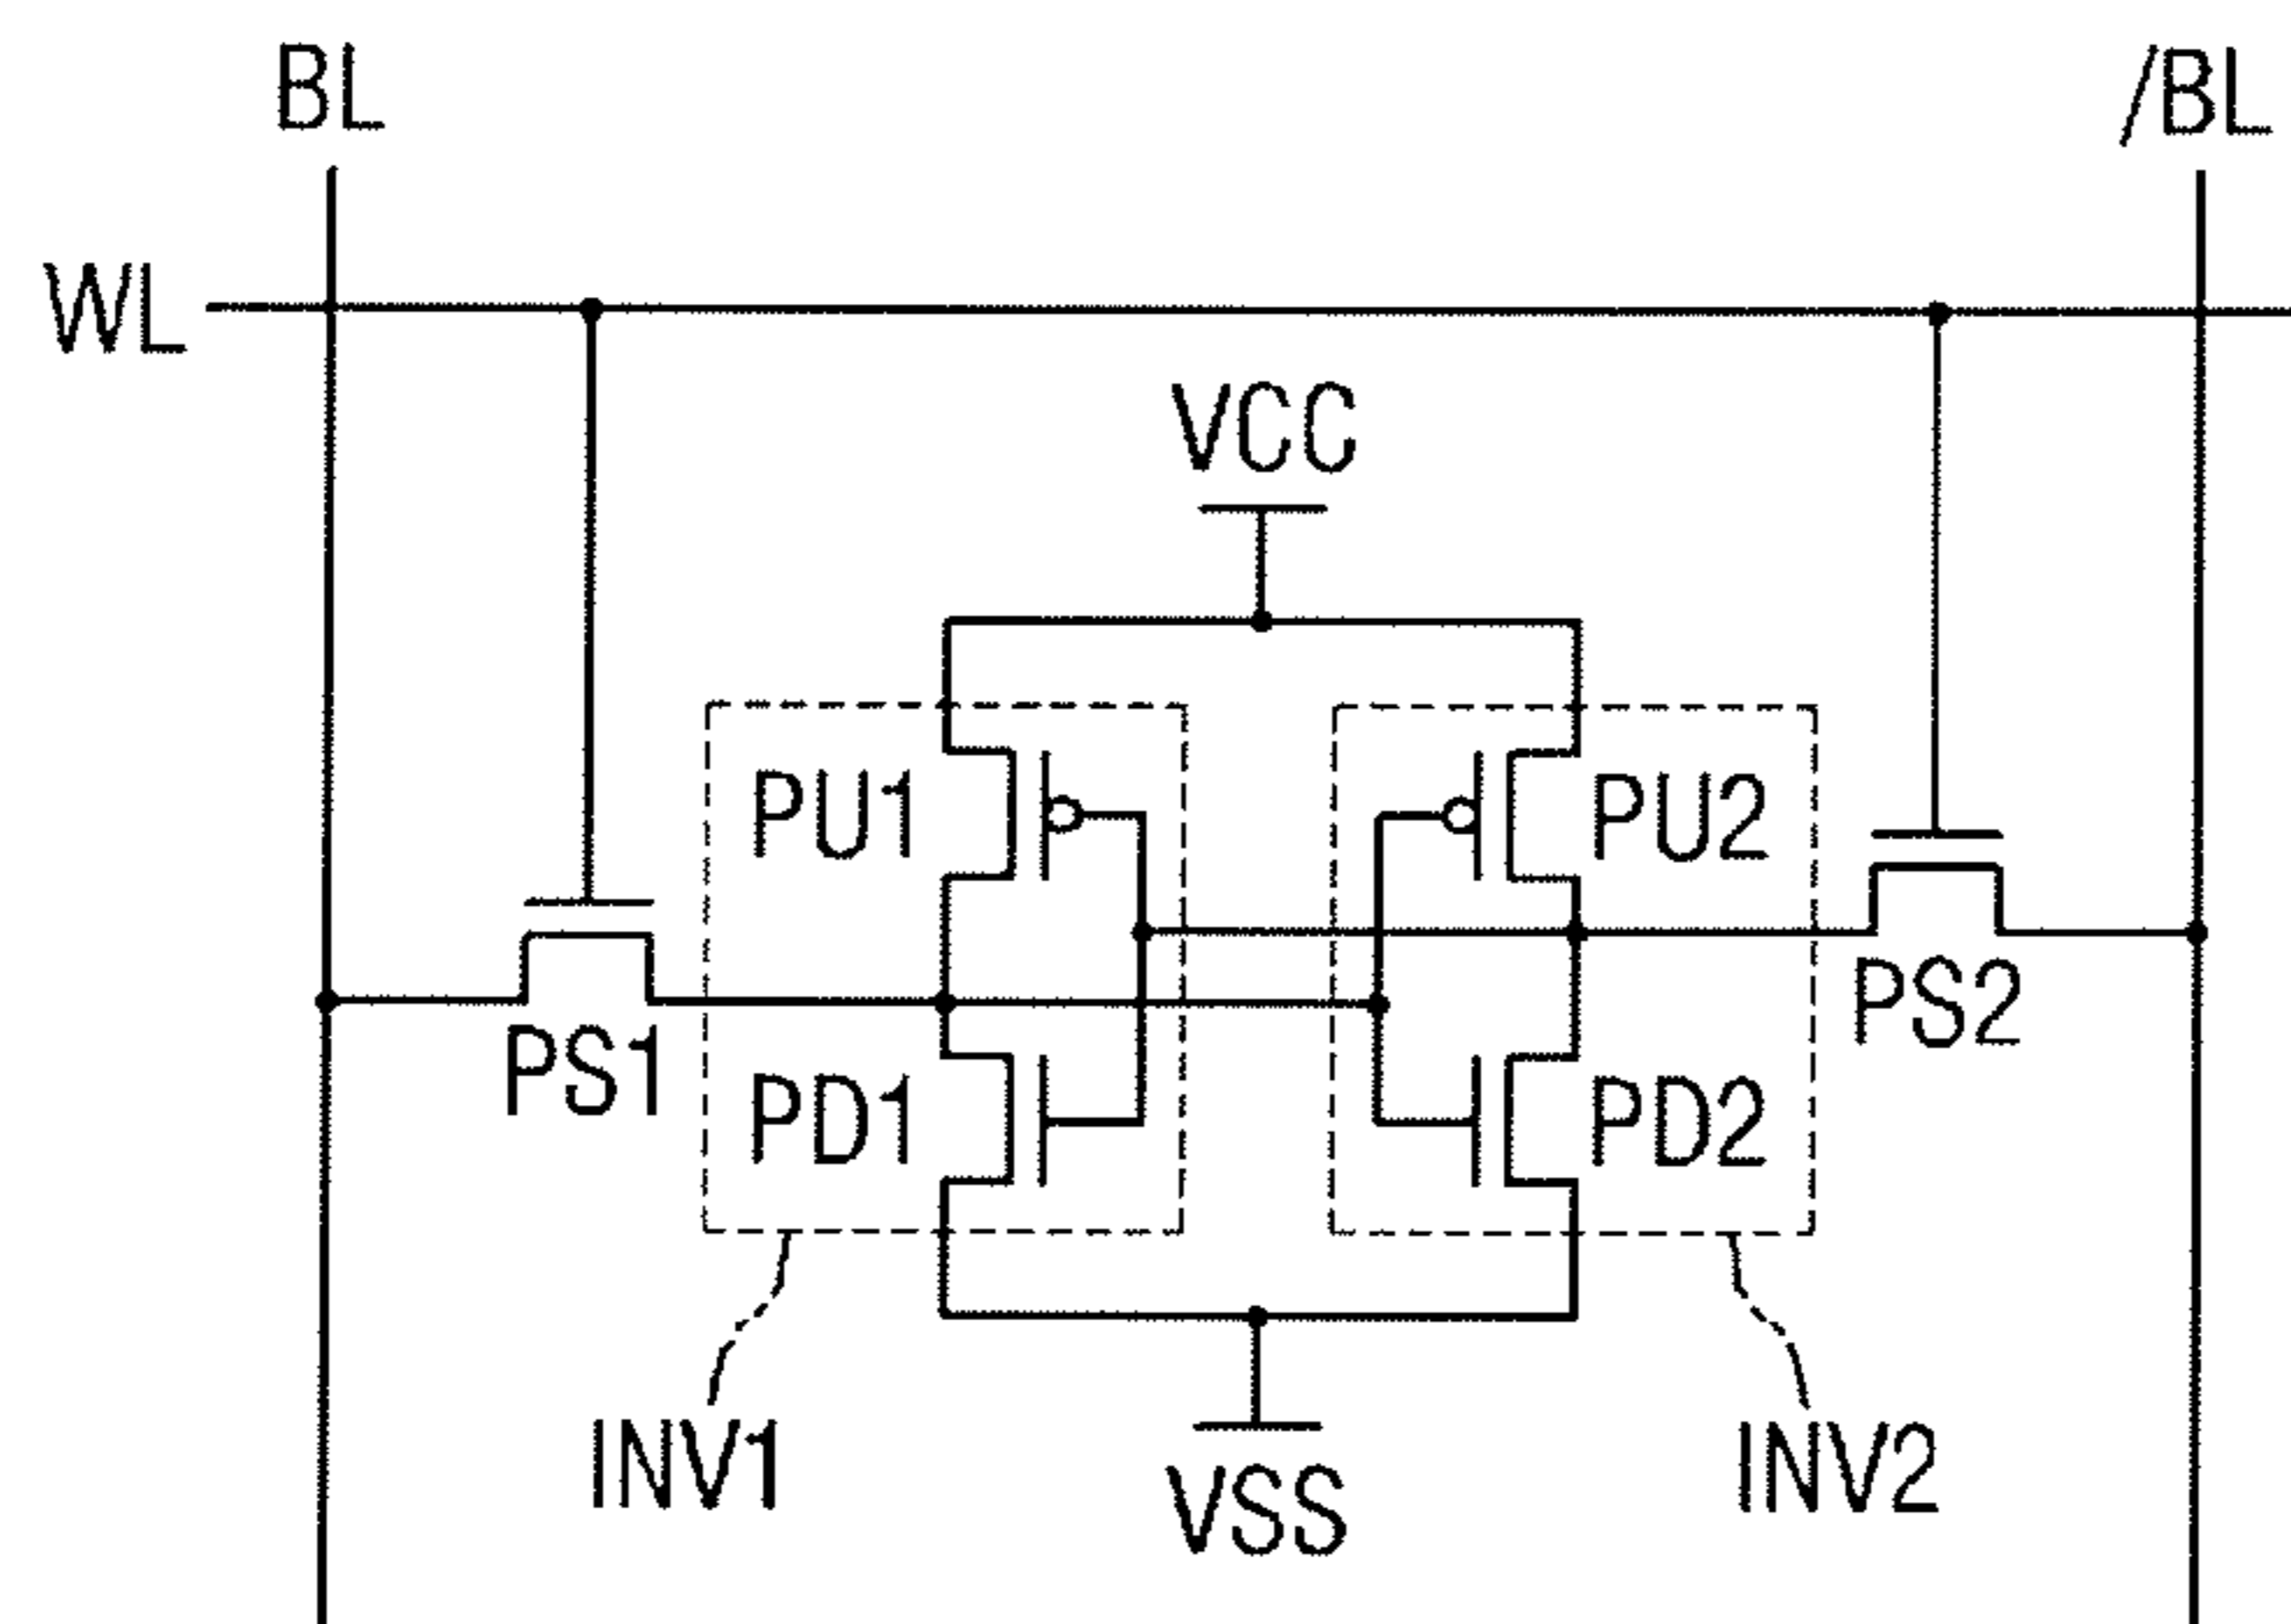 BL /BL
WL
VCC
PU1 PU2
PS1 PS2
PD1 PD2
INV1 INV2
VSS